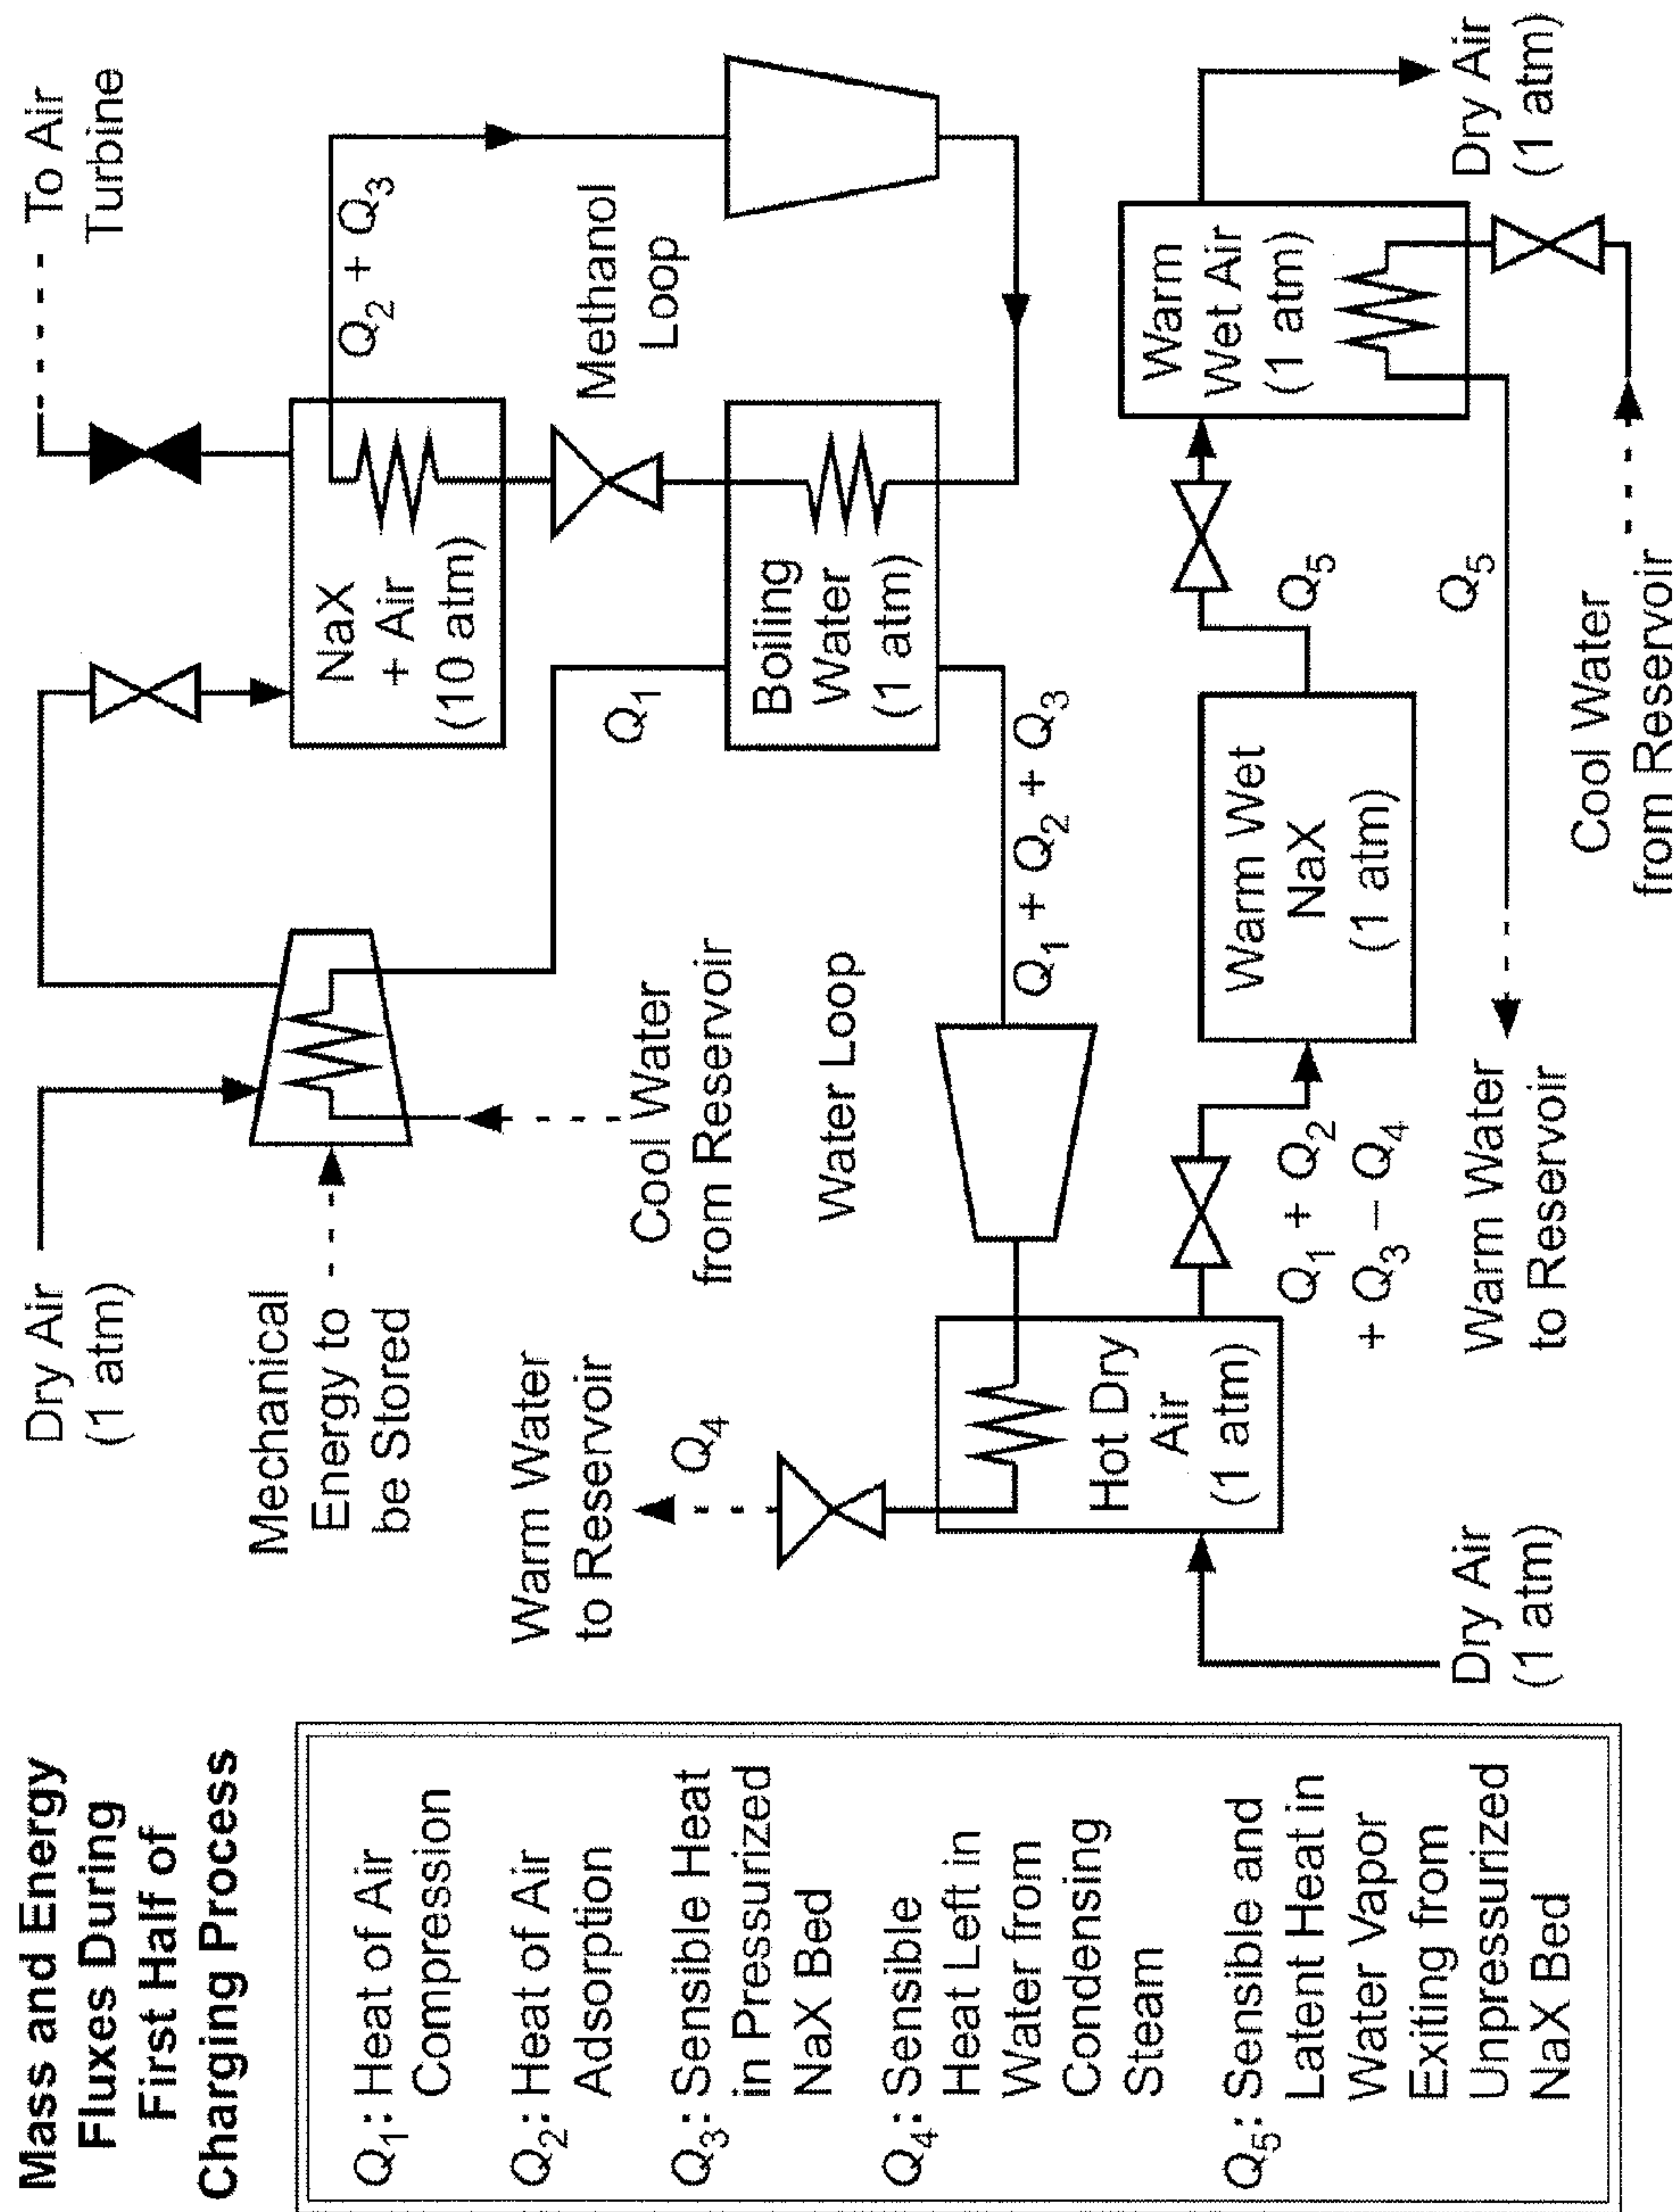 Mass and Energy
Fluxes During
First Half of
Charging Process
Q1: Heat of Air
Compression
Q2: Heat of Air
Adsorption
Q3: Sensible Heat
in Pressurized
NaX Bed
Q4: Sensible
Heat Left in
Water from
Condensing
Steam
Q5: Sensible and
Latent Heat in
Water Vapor
Exiting from
Unpressurized
NaX Bed
Dry Air
(1 atm)
Mechanical
Energy to
be Stored
Cool Water
from Reservoir
To Air
Turbine
NaX
+ Air
(10 atm)
Q2 + Q3
Methanol
Loop
Q1
Boiling
Water
(1 atm)
Warm Water
to Reservoir
Q4
Water Loop
Q1 + Q2 + Q3
Hot Dry
Air
(1 atm)
Dry Air
(1 atm)
Q1 + Q2
+ Q3 – Q4
Warm Wet
NaX
(1 atm)
Q5
Warm
Wet Air
(1 atm)
Dry Air
(1 atm)
Q5
Warm Water
to Reservoir
Cool Water
from Reservoir